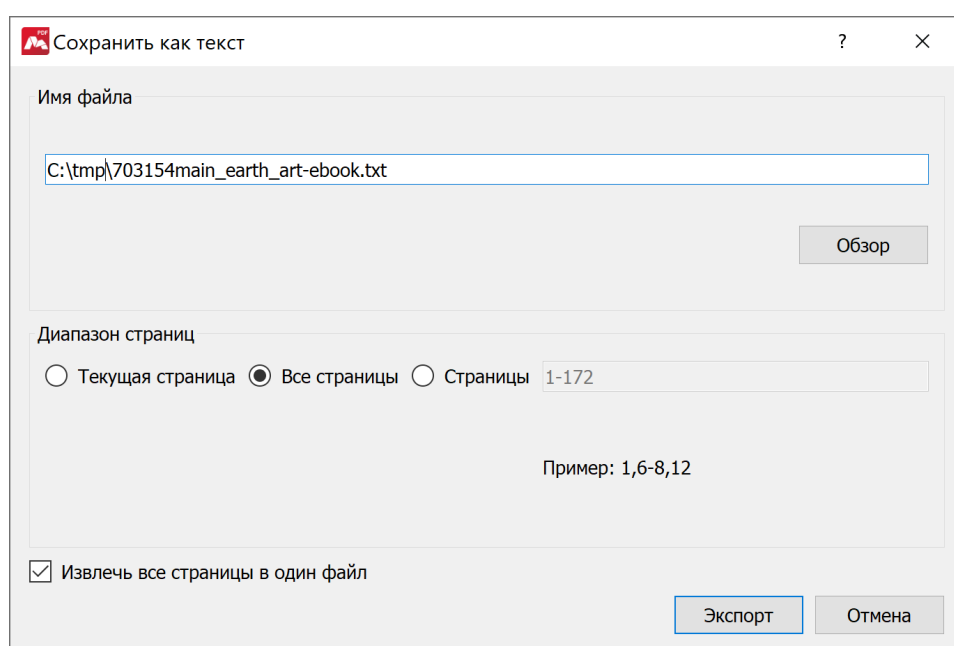 PDF
Сохранить как текст
?
Имя файла
C:\tmp\703154main_earth_art-ebook.txt
Обзор
Диапазон страниц
Текущая страница Все страницы Страницы 1-172
Пример: 1,6-8,12
Извлечь все страницы в один файл
Экспорт Отмена